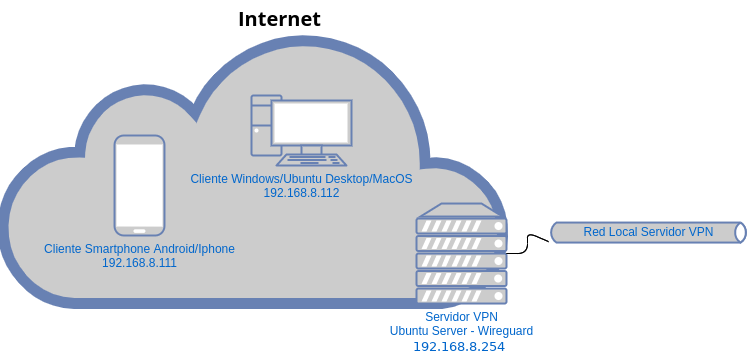 Internet
Cliente Windows/Ubuntu Desktop/MacOS
192.168.8.112
Cliente Smartphone Android/Iphone
192.168.8.111
Red Local Servidor VPN
Servidor VPN
Ubuntu Server - Wireguard
192.168.8.254